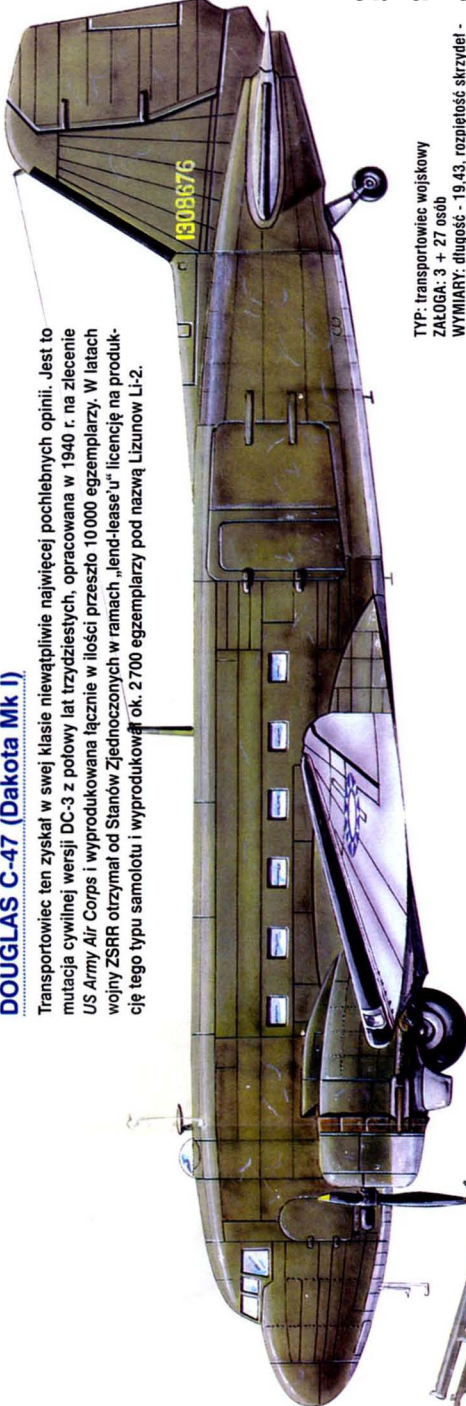 DOUGLAS C-47 (Dakota Mk I)
Transportowiec ten zyskał w swej klasie niewątpliwie najwięcej pochlebnych opinii. Jest to
mutacja cywilnej wersji DC-3 z połowy lat trzydziestych, opracowana w 1940 r. na zlecenie
US Army Air Corps i wyprodukowana łącznie w ilości przeszło 10 000 egzemplarzy. W latach
wojny ZSRR otrzymał od Stanów Zjednoczonych w ramach „lend-lease'u" licencję na produk-
cję tego typu samolotu i wyprodukował ok. 2 700 egzemplarzy pod nazwą Lizunow Li-2.
1308676
TYP: transportowiec wojskowy
ZAŁOGA: 3 + 27 osób
WYMIARY: długość - 19,43, rozpiętość skrzydeł -